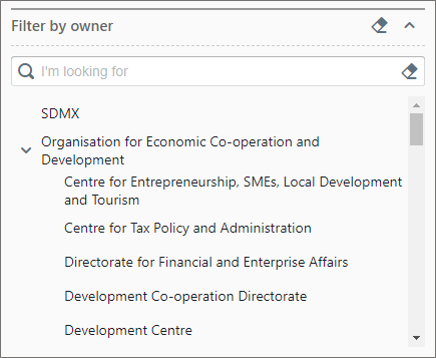 Filter by owner
I'm looking for
SDMX
Organisation for Economic Co-operation and
Development
Centre for Entrepreneurship, SMEs, Local Development
and Tourism
Centre for Tax Policy and Administration
Directorate for Financial and Enterprise Affairs
Development Co-operation Directorate
Development Centre